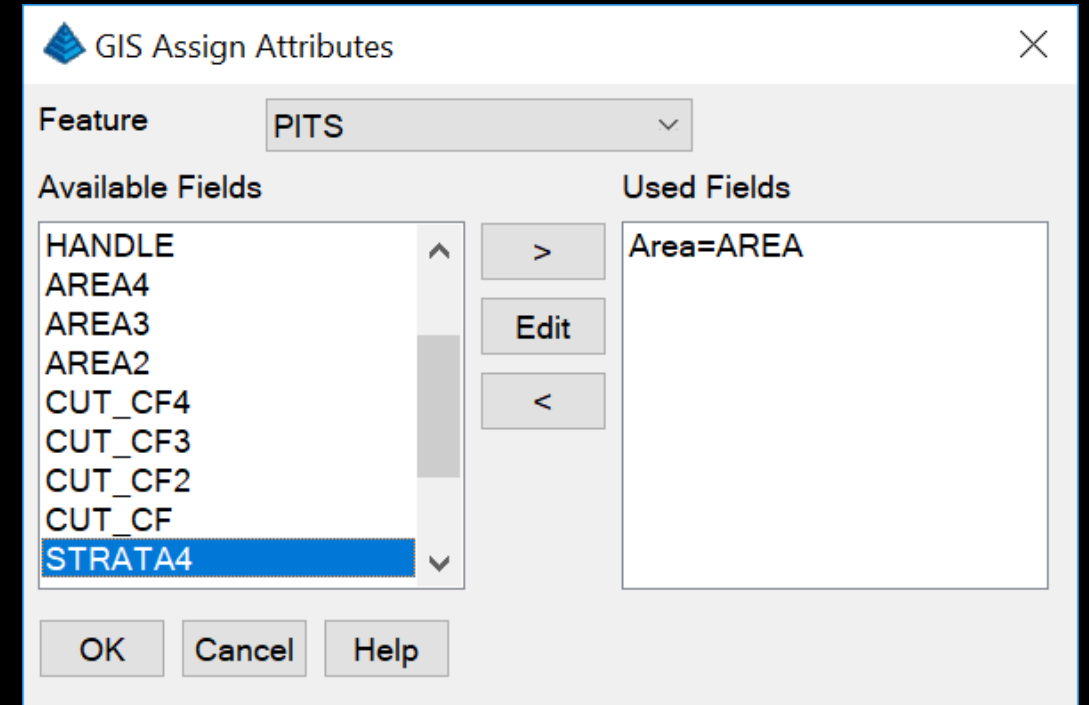 GIS Assign Attributes
Feature PITS
Available Fields
HANDLE
AREA4
AREA3
AREA2
CUT_CF4
CUT_CF3
CUT_CF2
CUT_CF
STRATA4
>
Edit
<
Used Fields
Area=AREA
OK Cancel Help